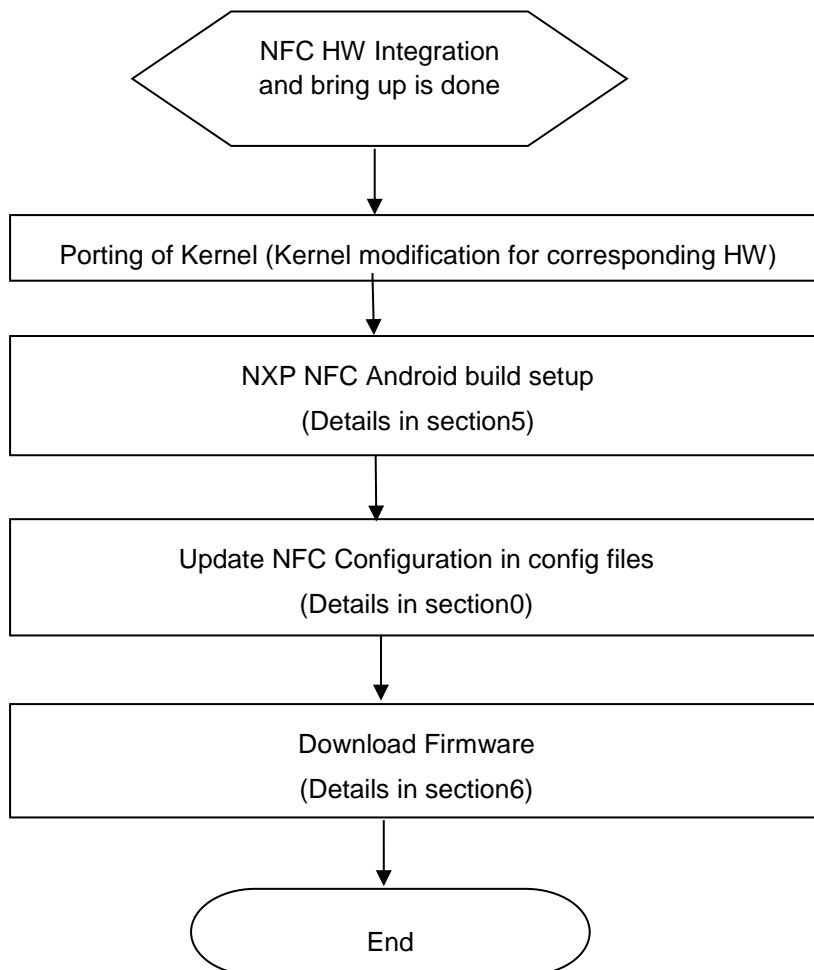 NFC HW Integration
and bring up is done
Porting of Kernel (Kernel modification for corresponding HW)
NXP NFC Android build setup
(Details in section5)
Update NFC Configuration in config files
(Details in section0)
Download Firmware
(Details in section6)
End